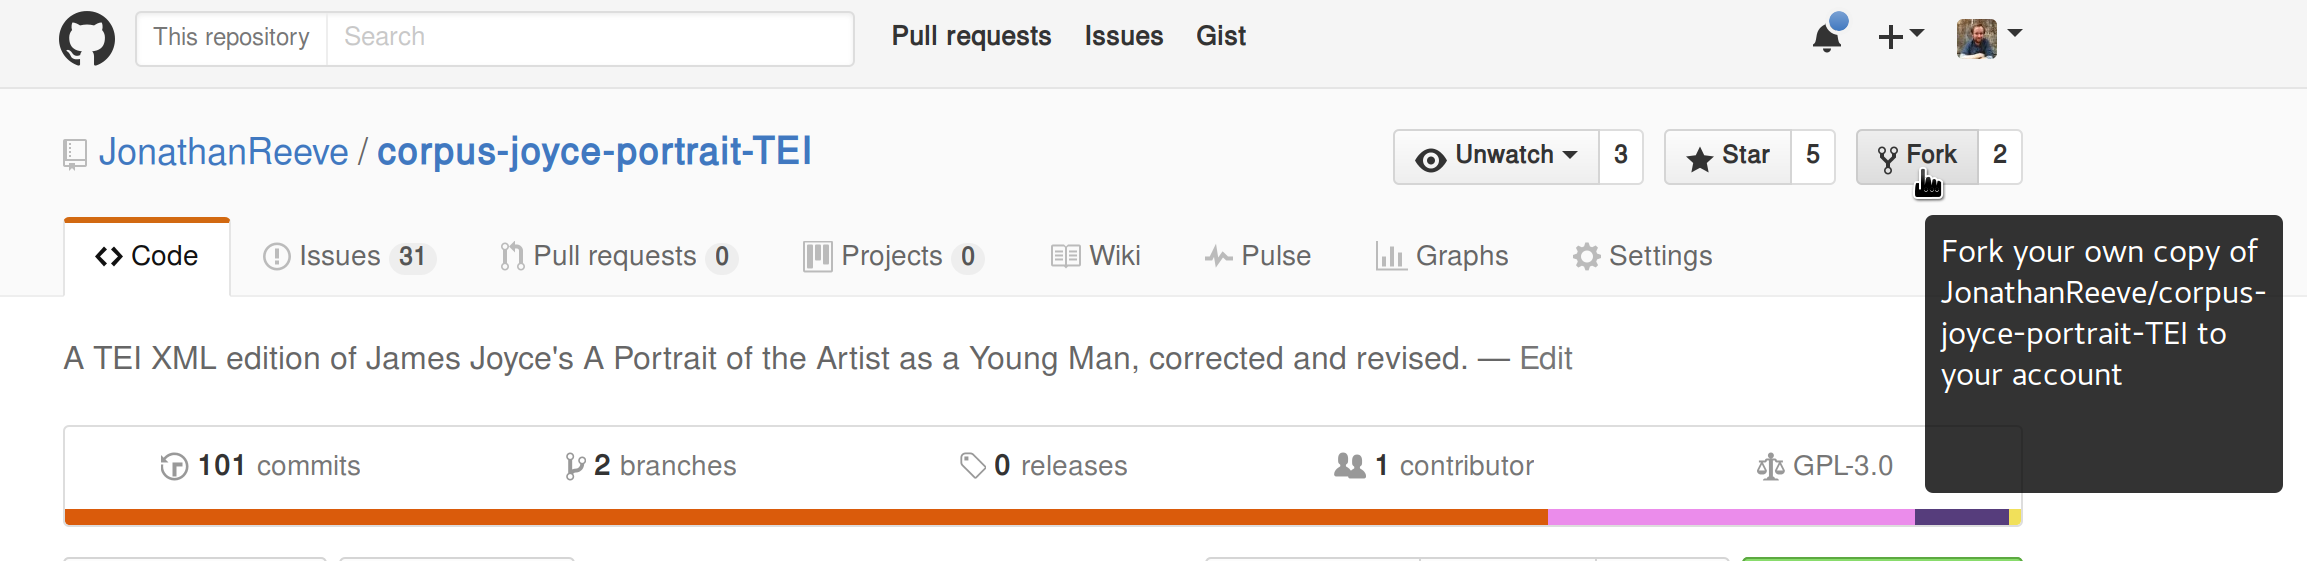 This repository Search Pull requests Issues Gist
JonathanReeve / corpus-joyce-portrait-TEI Unwatch 3 Star 5 Fork 2
Code Issues 31 Pull requests 0 Projects 0 Wiki Pulse Graphs Settings
Fork your own copy of
JonathanReeve/corpus-
joyce-portrait-TEI to
your account
A TEI XML edition of James Joyce's A Portrait of the Artist as a Young Man, corrected and revised. — Edit
101 commits 2 branches 0 releases 1 contributor GPL-3.0